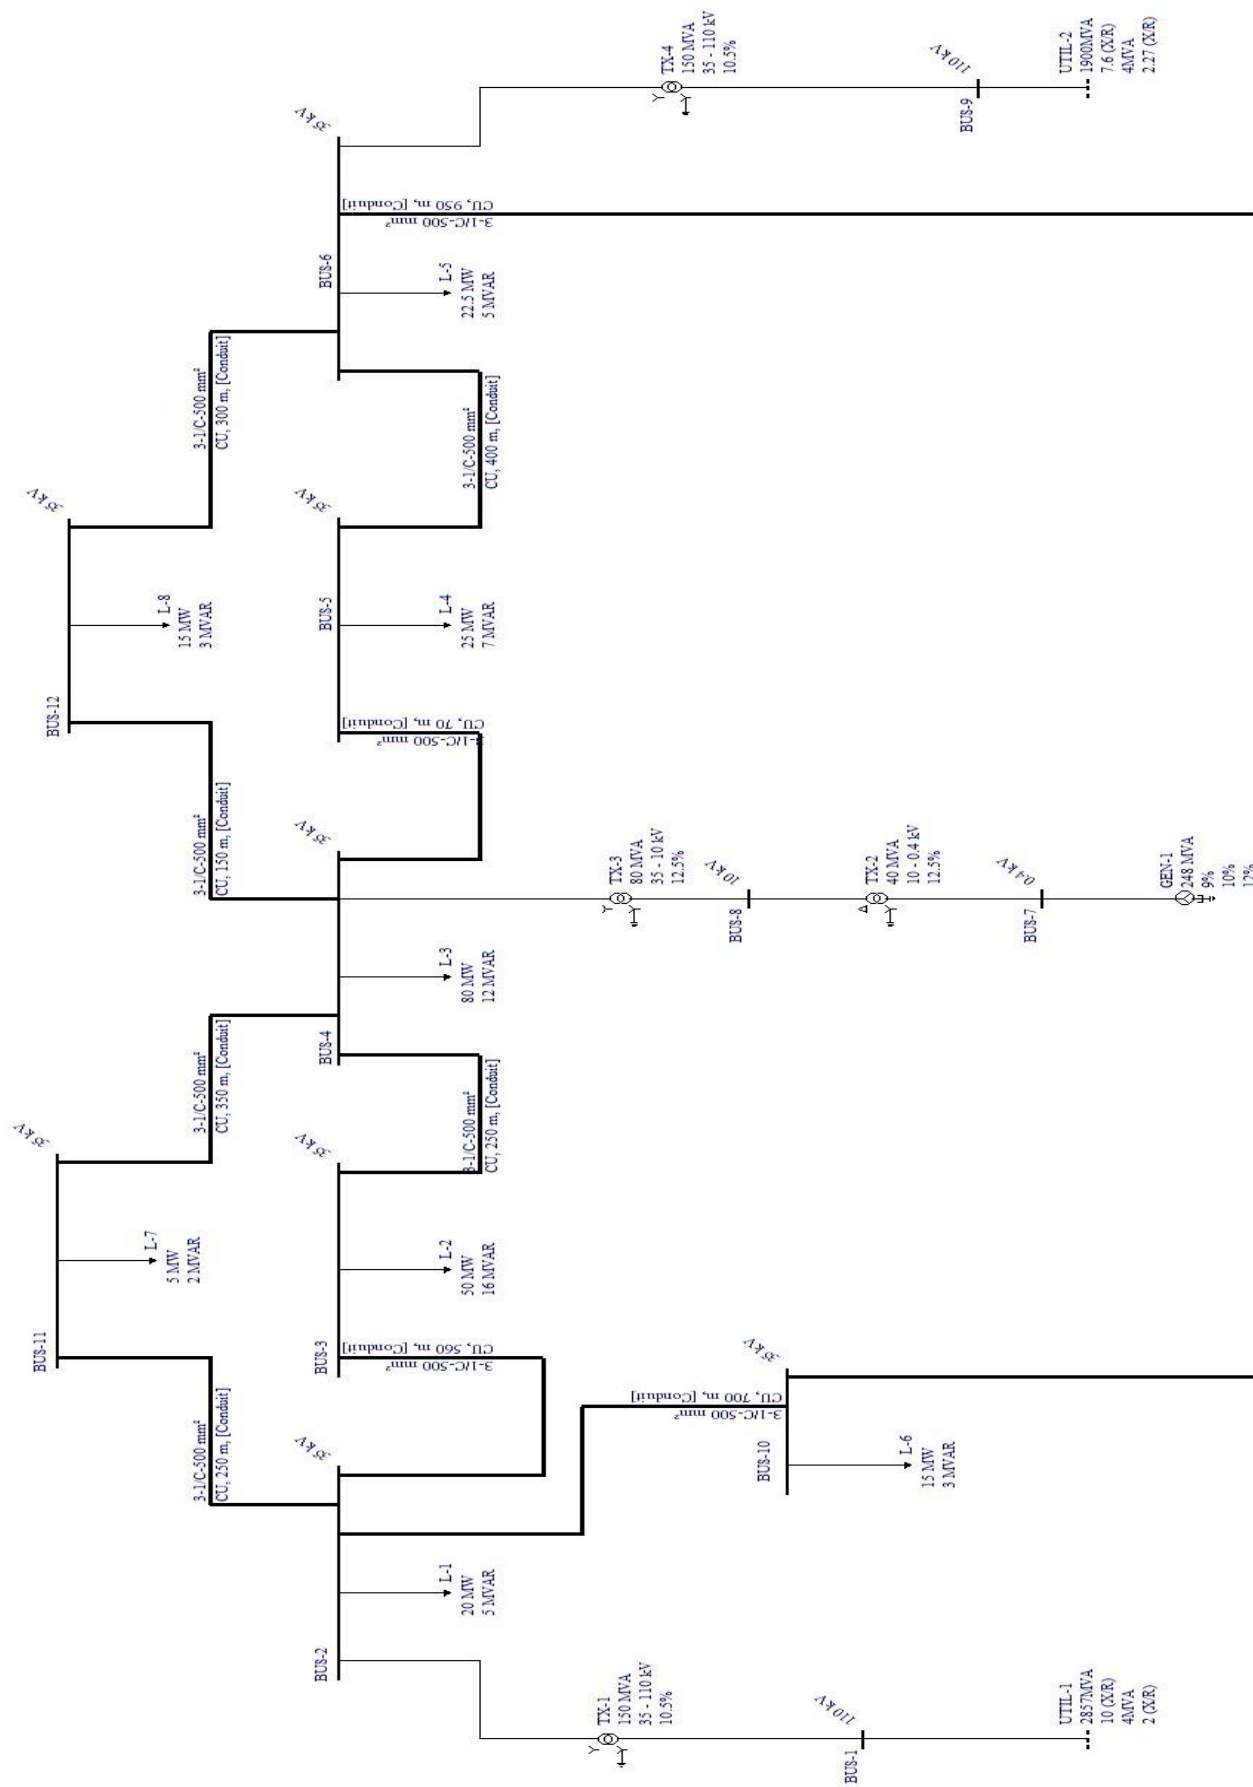 BUS-11
35 kV
BUS-12
35 kV
L-7
5 MW
2 MVAR
L-8
15 MW
3 MVAR
3-1/C-500 mm²
CU, 250 m, [Conduit]
3-1/C-500 mm²
CU, 350 m, [Conduit]
3-1/C-500 mm²
CU, 150 m, [Conduit]
3-1/C-500 mm²
CU, 300 m, [Conduit]
BUS-2
35 kV
BUS-3
35 kV
BUS-4
35 kV
BUS-5
35 kV
BUS-6
35 kV
L-1
20 MW
5 MVAR
3-1/C-500 mm²
CU, 560 m, [Conduit]
L-2
50 MW
16 MVAR
3-1/C-500 mm²
CU, 250 m, [Conduit]
L-3
80 MW
12 MVAR
3-1/C-500 mm²
CU, 70 m, [Conduit]
L-4
25 MW
7 MVAR
3-1/C-500 mm²
CU, 400 m, [Conduit]
L-5
22.5 MW
5 MVAR
3-1/C-500 mm²
CU, 950 m, [Conduit]
TX-1
150 MVA
35 - 110 kV
10.5%
3-1/C-500 mm²
CU, 700 m, [Conduit]
TX-3
80 MVA
35 - 10 kV
12.5%
TX-4
150 MVA
35 - 110 kV
10.5%
BUS-10
35 kV
BUS-8
10 kV
L-6
15 MW
3 MVAR
TX-2
40 MVA
10 - 0.4 kV
12.5%
BUS-1
110 kV
BUS-7
0.4 kV
BUS-9
110 kV
UTIL-1
2857MVA
10 (X/R)
4MVA
2 (X/R)
GEN-1
248 MVA
9%
10%
12%
UTIL-2
1900MVA
7.6 (X/R)
4MVA
2.27 (X/R)